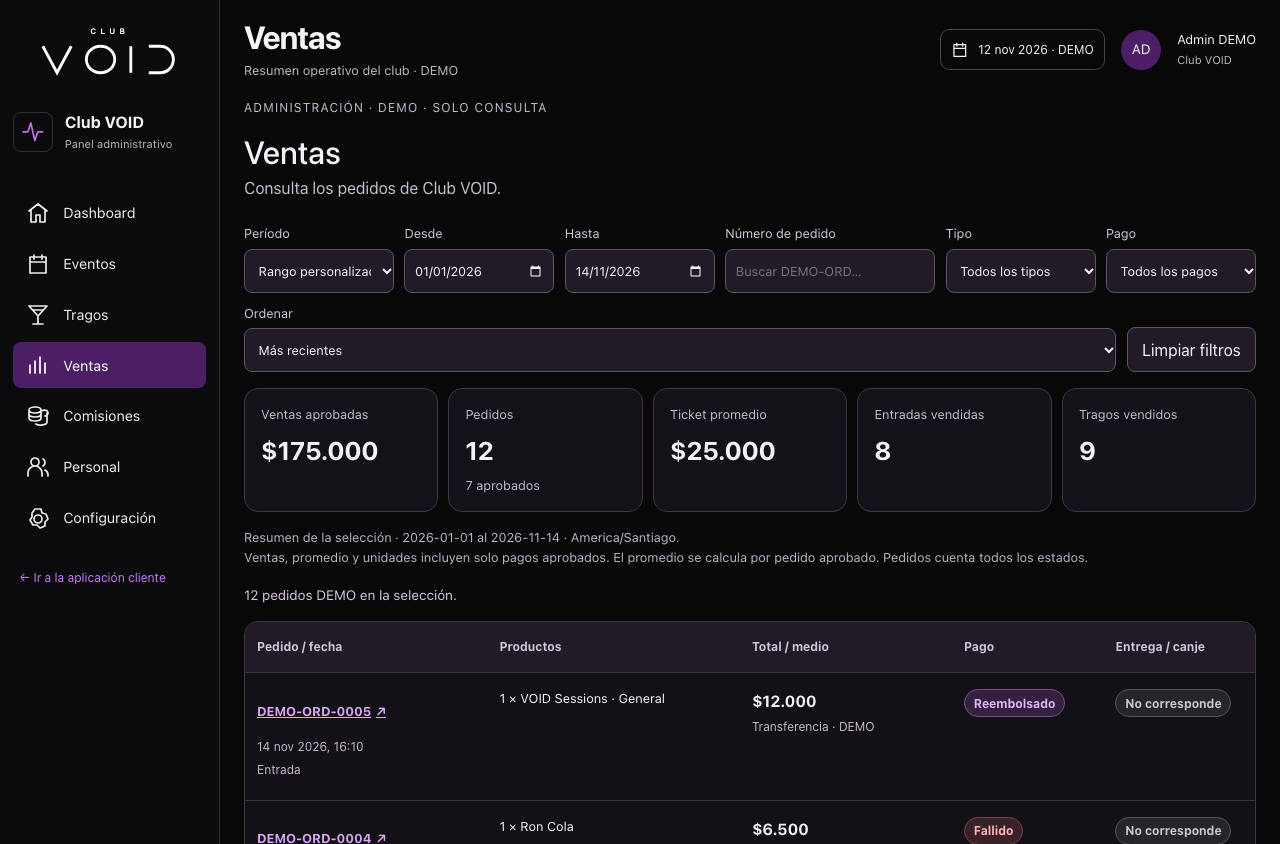 CLUB
VOID
Club VOID
Panel administrativo
Dashboard
Eventos
Tragos
Ventas
Comisiones
Personal
Configuración
← Ir a la aplicación cliente
Ventas
Resumen operativo del club · DEMO
12 nov 2026 · DEMO
AD
Admin DEMO
Club VOID
ADMINISTRACIÓN · DEMO · SOLO CONSULTA
Ventas
Consulta los pedidos de Club VOID.
Período
Desde
Hasta
Número de pedido
Tipo
Pago
Rango personalizac
01/01/2026
14/11/2026
Buscar DEMO-ORD…
Todos los tipos
Todos los pagos
Ordenar
Más recientes
Limpiar filtros
Ventas aprobadas
$175.000
Pedidos
12
7 aprobados
Ticket promedio
$25.000
Entradas vendidas
8
Tragos vendidos
9
Resumen de la selección · 2026-01-01 al 2026-11-14 · America/Santiago.
Ventas, promedio y unidades incluyen solo pagos aprobados. El promedio se calcula por pedido aprobado. Pedidos cuenta todos los estados.
12 pedidos DEMO en la selección.
Pedido / fecha
Productos
Total / medio
Pago
Entrega / canje
DEMO-ORD-0005 ↗
14 nov 2026, 16:10
Entrada
1 × VOID Sessions · General
$12.000
Transferencia · DEMO
Reembolsado
No corresponde
DEMO-ORD-0004 ↗
1 × Ron Cola
$6.500
Fallido
No corresponde